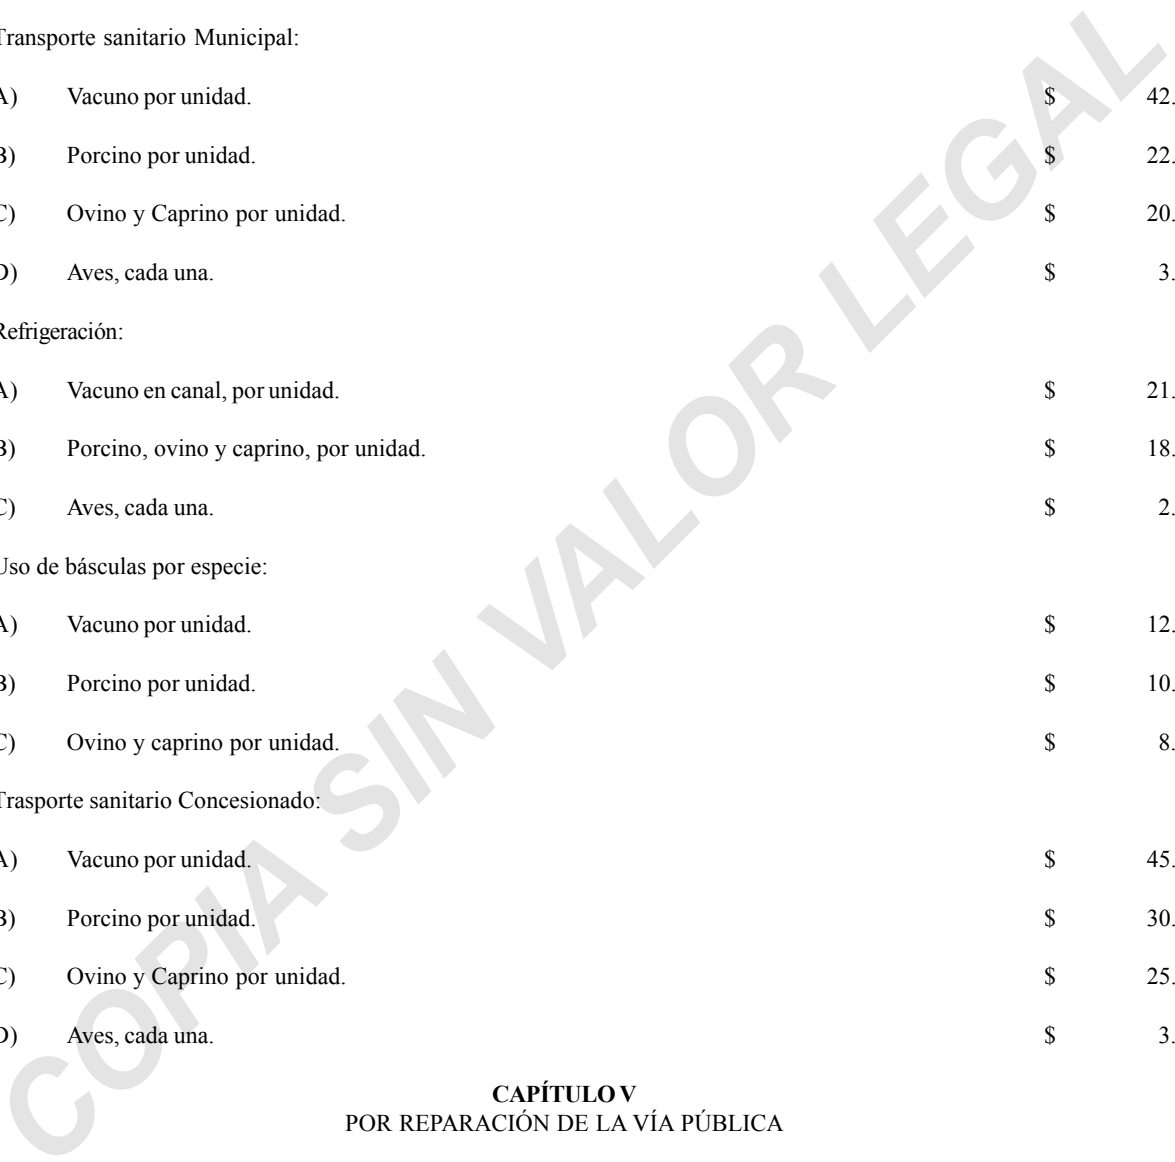 Transporte sanitario Municipal:
A) Vacuno por unidad. $ 42.
B) Porcino por unidad. $ 22.
C) Ovino y Caprino por unidad. $ 20.
D) Aves, cada una. $ 3.
Refrigeración:
A) Vacuno en canal, por unidad. $ 21.
B) Porcino, ovino y caprino, por unidad. $ 18.
C) Aves, cada una. $ 2.
Uso de básculas por especie:
A) Vacuno por unidad. $ 12.
B) Porcino por unidad. $ 10.
C) Ovino y caprino por unidad. $ 8.
Trasporte sanitario Concesionado:
A) Vacuno por unidad. $ 45.
B) Porcino por unidad. $ 30.
C) Ovino y Caprino por unidad. $ 25.
D) Aves, cada una. $ 3.
CAPÍTULO V
POR REPARACIÓN DE LA VÍA PÚBLICA
COPIA SIN VALOR LEGAL